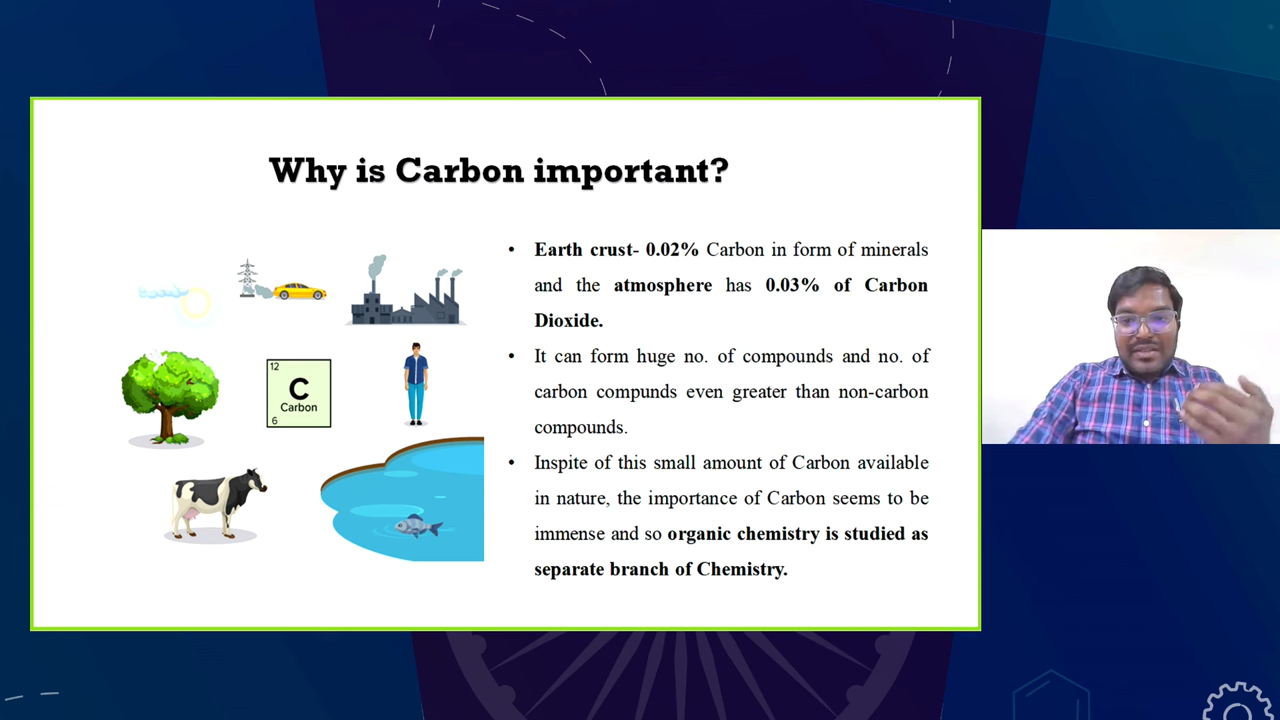 Why is Carbon important?
12
C
Carbon
6
• Earth crust- 0.02% Carbon in form of minerals
and the atmosphere has 0.03% of Carbon
Dioxide.
• It can form huge no. of compounds and no. of
carbon compunds even greater than non-carbon
compounds.
• Inspite of this small amount of Carbon available
in nature, the importance of Carbon seems to be
immense and so organic chemistry is studied as
separate branch of Chemistry.